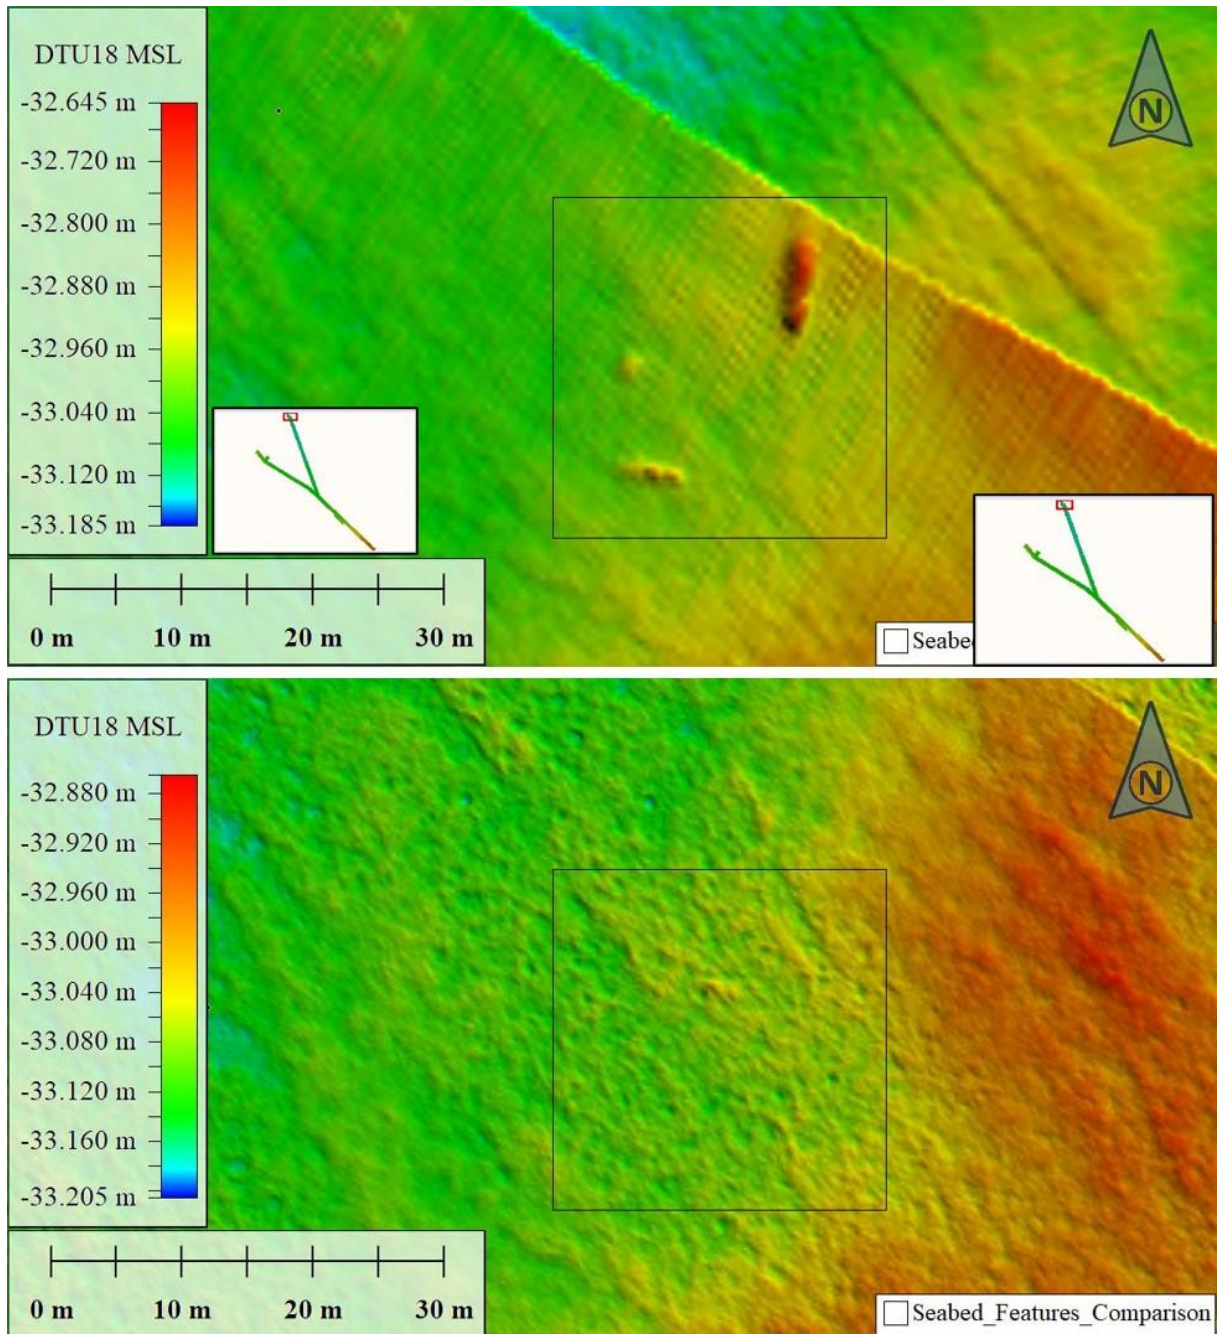 DTU18 MSL
-32.645 m
-32.720 m
-32.800 m
-32.880 m
-32.960 m
-33.040 m
-33.120 m
-33.185 m
N
0 m 10 m 20 m 30 m
Seabe
DTU18 MSL
-32.880 m
-32.920 m
-32.960 m
-33.000 m
-33.040 m
-33.080 m
-33.120 m
-33.160 m
-33.205 m
N
0 m 10 m 20 m 30 m
Seabed_Features_Comparison